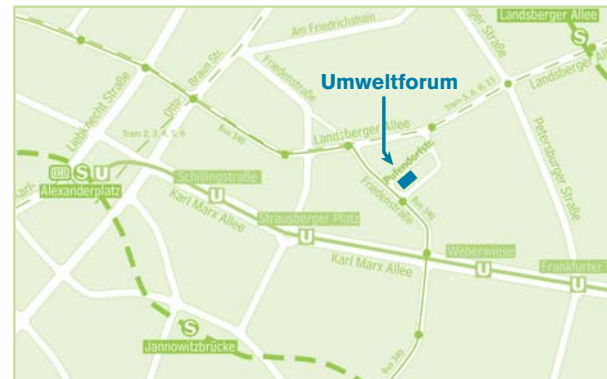 Landsberger Allee
S
Am Friedrichshain
Landsberger Allee
Liebknecht Straße
Otto-Braun Str.
Bus 340
Friedenstraße
Umweltforum
Tram 5, 6, 8, 15
Petersburger Straße
Tram 2, 3, 4, 5, 6
Landsberger Allee
Pufendorfstr.
S U
Alexanderplatz
Karl-
Schillingstraße
U
Karl Marx Allee
Friedenstraße
Bus 340
Strausberger Platz
U
Weberwiese
U
Karl Marx Allee
Frankfurter
U
S
Jannowitzbrücke
Bus 340